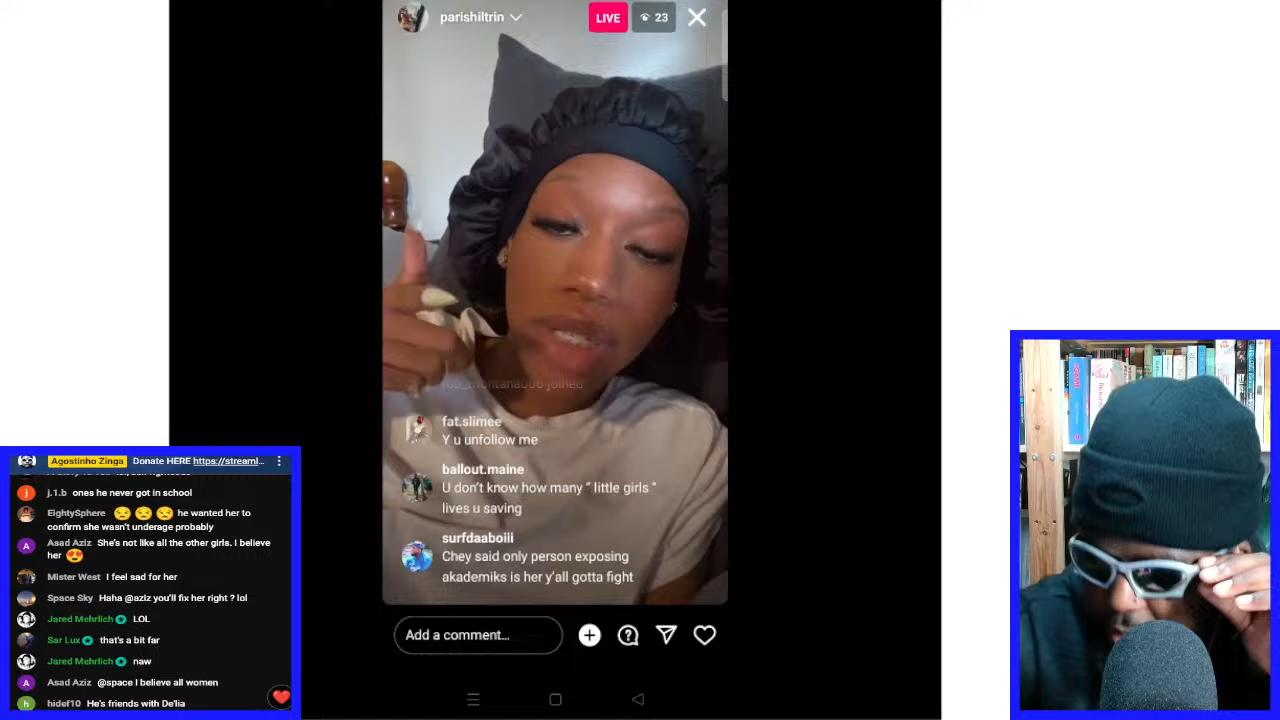 parishiltrin
LIVE
23
joined
fat.slimee
Y u unfollow me
ballout.maine
U don't know how many “ little girls “
lives u saving
surfdaaboiii
Chey said only person exposing
akademiks is her y'all gotta fight
Add a comment...
Agostinho Zinga Donate HERE https://streaml...
j.1.b ones he never got in school
EightySphere 😒 😒 😒 he wanted her to
confirm she wasn't underage probably
Asad Aziz She's not like all the other girls. I believe
her 😍
Mister West I feel sad for her
Space Sky Haha @aziz you'll fix her right ? lol
Jared Mehrlich LOL
Sar Lux that's a bit far
Jared Mehrlich naw
Asad Aziz @space I believe all women
hidef10 He's friends with De'lia